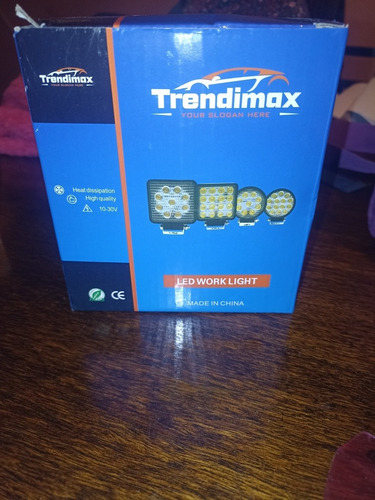 Trendimax
YOUR SLOGAN HERE
Heat dissipation
High quality
10-30V
CE
Trendimax
YOUR SLOGAN HERE
LED WORK LIGHT
MADE IN CHINA